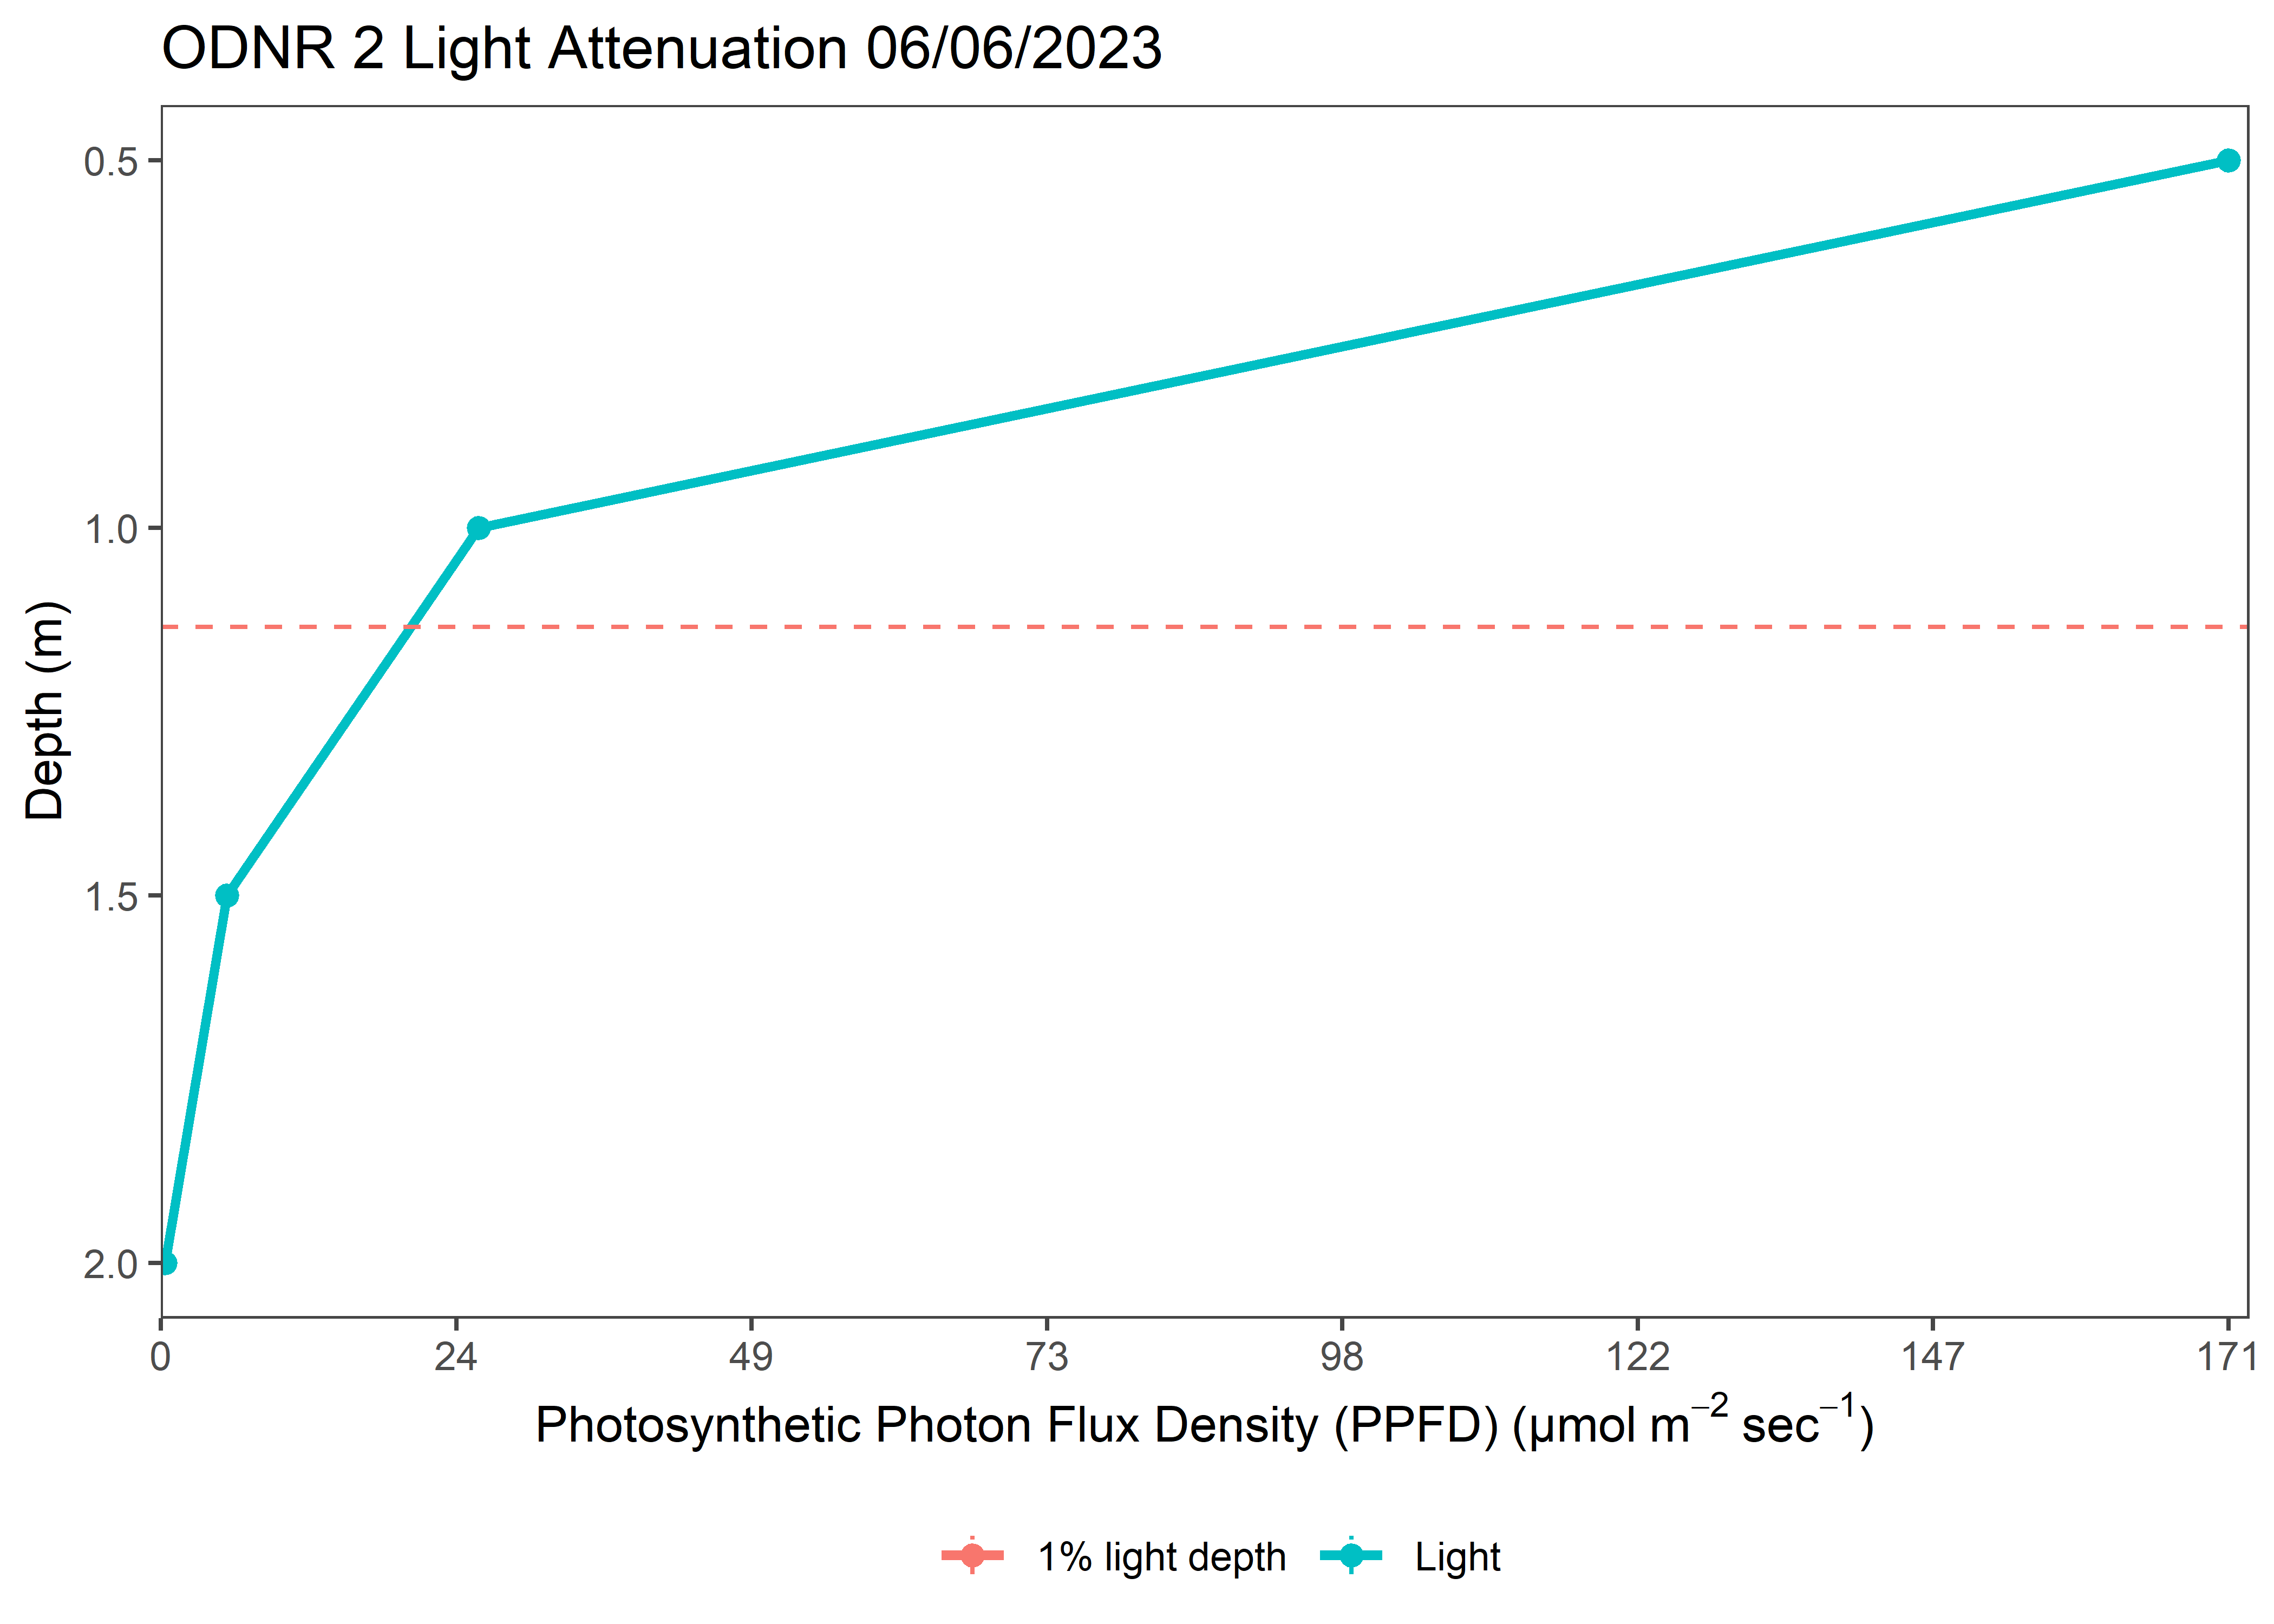 ODNR 2 Light Attenuation 06/06/2023
Depth (m)
0.5
1.0
1.5
2.0
0 24 49 73 98 122 147 171
Photosynthetic Photon Flux Density (PPFD) (µmol m⁻² sec⁻¹)
1% light depth Light